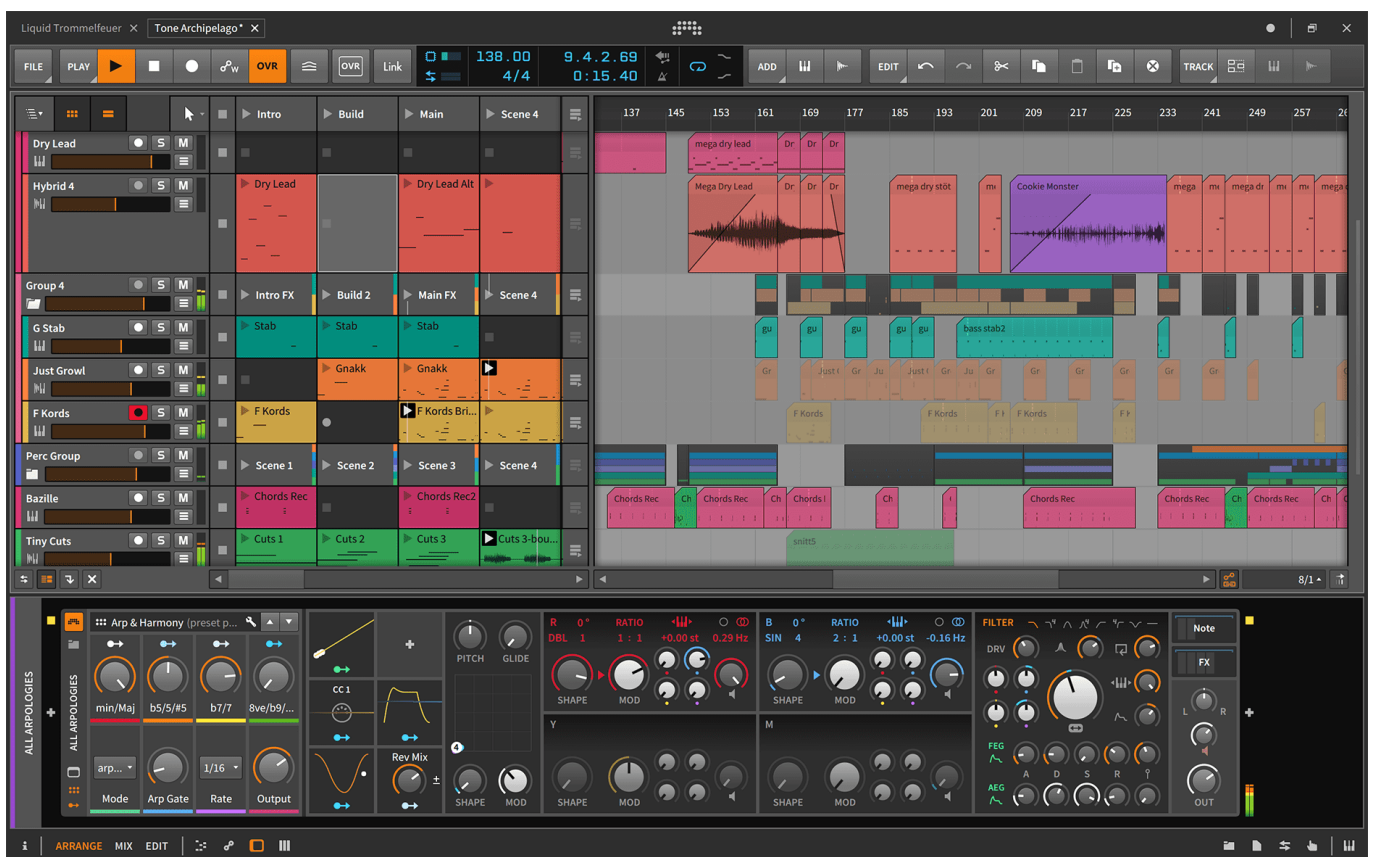 Liquid Trommelfeuer
Tone Archipelago*
FILE PLAY W OVR OVR Link 138.00 9.4.2.69 ADD EDIT TRACK
4/4 0:15.40
Intro Build Main Scene 4
137 145 153 161 169 177 185 193 201 209 217 225 233 241 249 257 26
Dry Lead S M mega dry lead Dr Dr Dr
Hybrid 4 S M Dry Lead Dry Lead Alt Mega Dry Lead Dr Dr Dr mega dry stöt Cookie Monster mega mega dr mega
Group 4 S M
Intro FX Build 2 Main FX Scene 4
G Stab S M Stab Stab Stab gu gu gu gu gu bass stab2
Just Growl S M Gnakk Gnakk Gr Just Gr Ju Gr Ju Gr Gr Gr Gr Gr
F Kords S M F Kords F Kords Bri... F Kords F Kords F Kords
Perc Group S M
Scene 1 Scene 2 Scene 3 Scene 4
Bazille S M Chords Rec Chords Rec2 Chords Rec Ch Chords Rec Ch Chords Ch Chords Rec Chords Rec Ch Chords Rec Ch
Tiny Cuts S M Cuts 1 Cuts 2 Cuts 3 Cuts 3-bou... snitt5
8/1
ALL ARPOLOGIES
ALL ARPOLOGIES
Arp & Harmony (preset p...
min/Maj b5/5/#5 b7/7 8ve/b9/...
arp... 1/16
Mode Arp Gate Rate Output
CC 1
Rev Mix
±
PITCH GLIDE
4
SHAPE MOD
R 0° RATIO
DBL 1 1 : 1 +0.00 st 0.29 Hz
SHAPE MOD
Y
SHAPE MOD
B 0° RATIO
SIN 4 2 : 1 +0.00 st -0.16 Hz
SHAPE MOD
M
SHAPE MOD
FILTER
DRV
FEG
A D S R
AEG
Note
FX
L R
OUT
i ARRANGE MIX EDIT